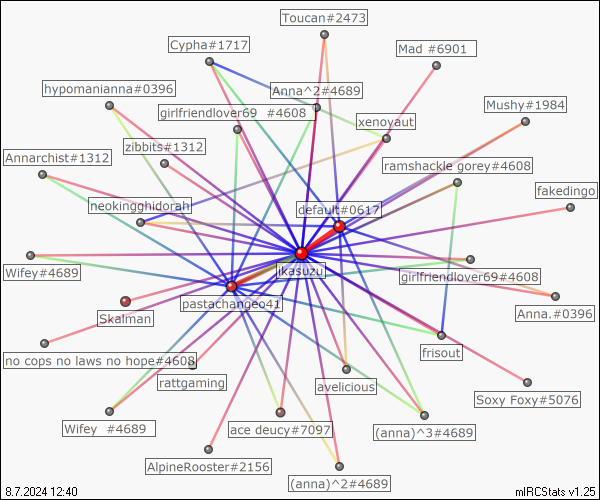 Toucan#2473
Cypha#1717
Mad #6901
hypomanianna#0396
Anna^2#4689
Mushy#1984
girlfriendlover69 #4608
xenoyaut
zibbits#1312
Annarchist#1312
ramshackle gorey#4608
fakedingo
neokingghidorah
default#0617
ikasuzu
Wifey#4689
girlfriendlover69#4608
pastachangeo41
Skalman
Anna.#0396
no cops no laws no hope#4608
frisout
rattgaming
avelicious
Soxy Foxy#5076
Wifey #4689
ace deucy#7097
(anna)^3#4689
AlpineRooster#2156
(anna)^2#4689
8.7.2024 12:40
mIRCStats v1.25